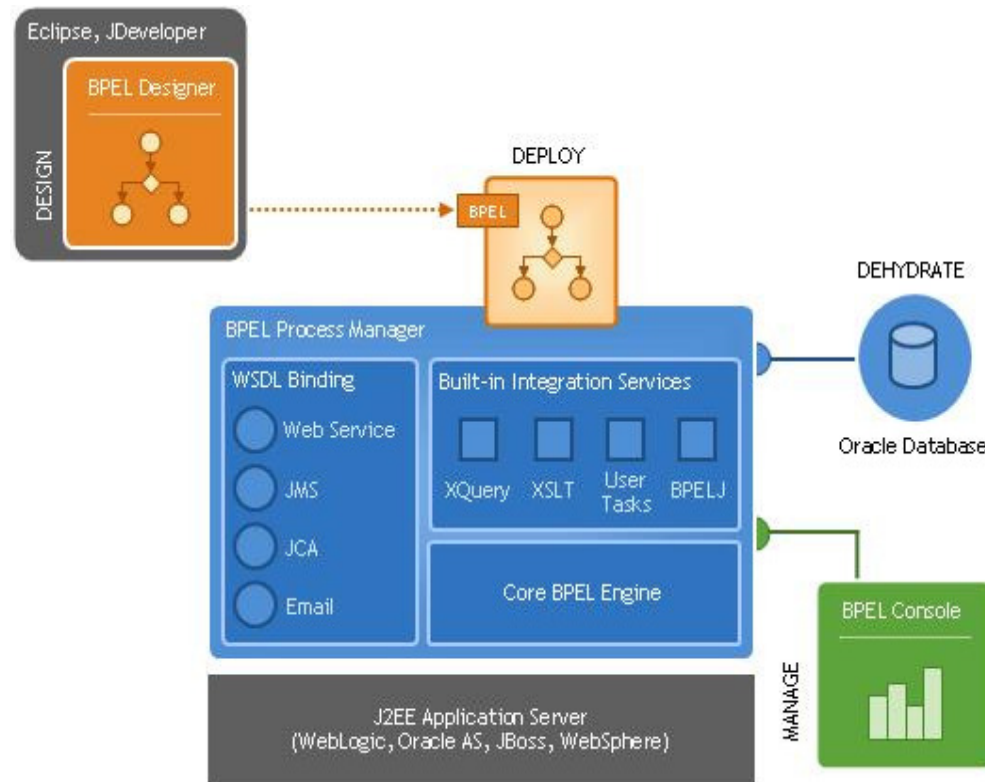 Eclipse, JDeveloper
BPEL Designer
DESIGN
DEPLOY
BPEL
DEHYDRATE
Oracle Database
BPEL Process Manager
WSDL Binding
Web Service
JMS
JCA
Email
Built-in Integration Services
XQuery
XSLT
User
Tasks
BPELJ
Core BPEL Engine
BPEL Console
MANAGE
J2EE Application Server
(WebLogic, Oracle AS, JBoss, WebSphere)